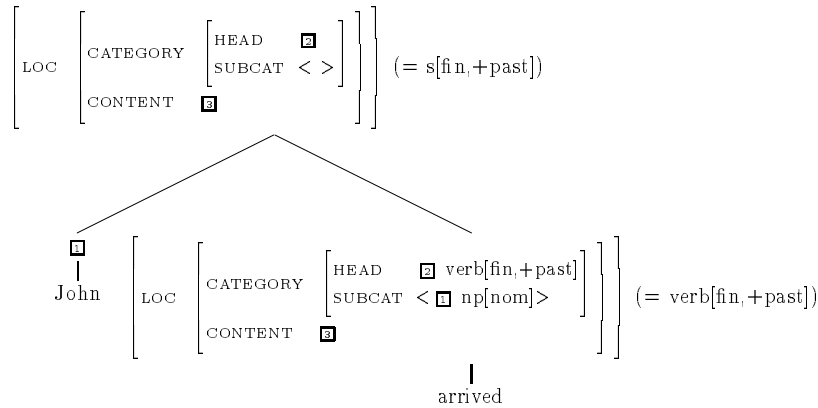 HEAD 2
CATEGORY
LOC SUBCAT < > (= s[fin,+past])
CONTENT 3
1
John
HEAD 2 verb[fin,+past]
CATEGORY
LOC SUBCAT < 1 np[nom]> (= verb[fin,+past])
CONTENT 3
arrived